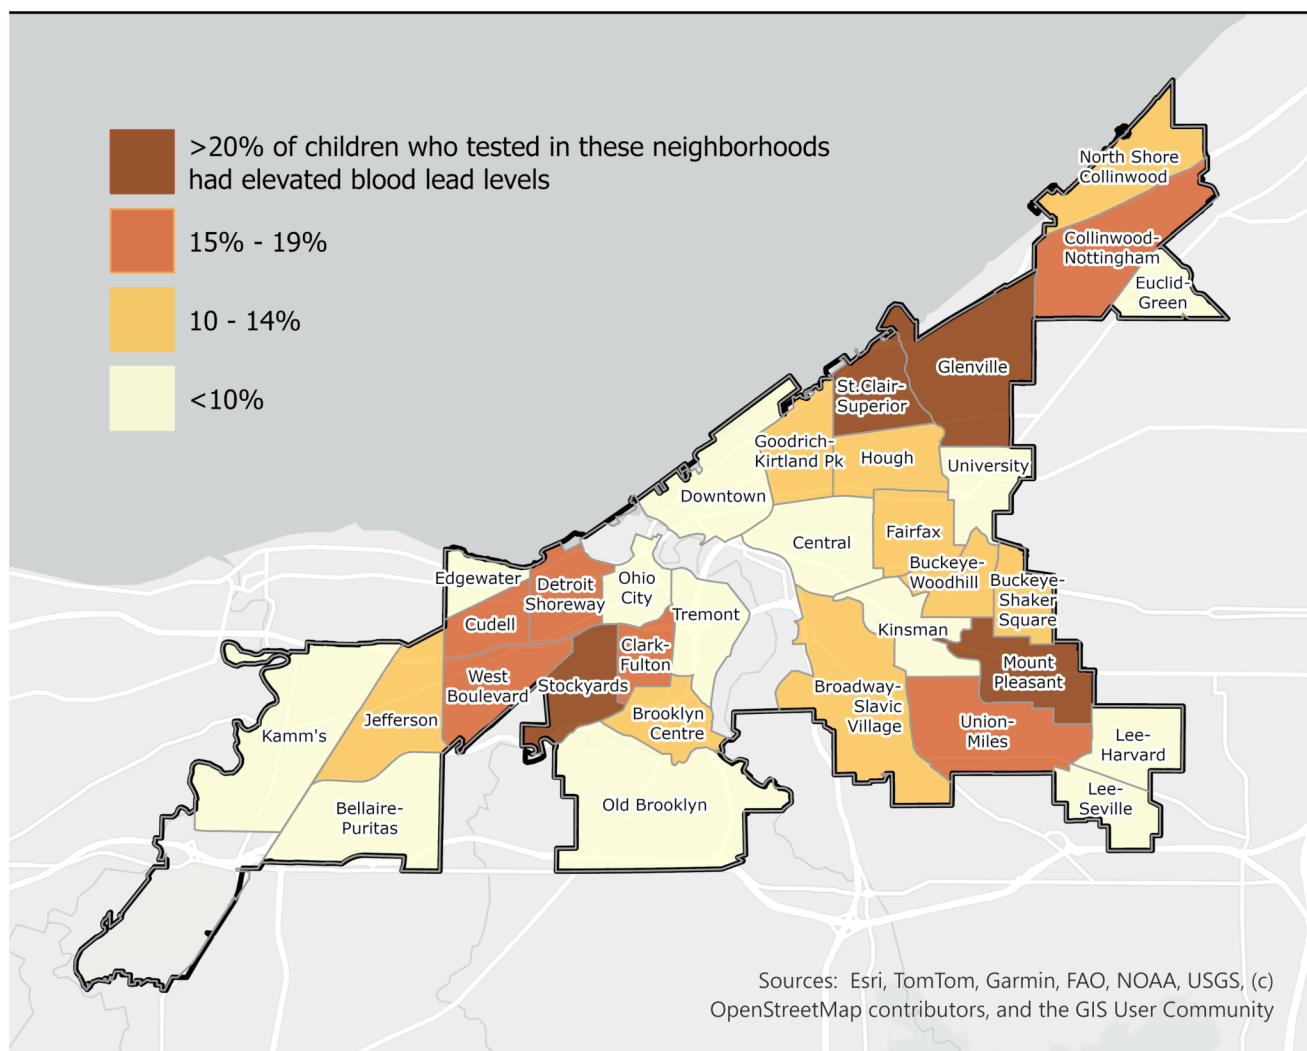 >20% of children who tested in these neighborhoods
had elevated blood lead levels
15% - 19%
10 - 14%
<10%
North Shore
Collinwood
Collinwood-
Nottingham
Euclid-
Green
Glenville
St.Clair-
Superior
Goodrich-
Kirtland Pk
Hough
University
Downtown
Central
Fairfax
Buckeye-
Woodhill
Buckeye-
Shaker
Square
Edgewater
Detroit
Shoreway
Ohio
City
Tremont
Cudell
Kinsman
Clark-
Fulton
West
Boulevard
Stockyards
Mount
Pleasant
Jefferson
Kamm's
Brooklyn
Centre
Broadway-
Slavic
Village
Union-
Miles
Lee-
Harvard
Lee-
Seville
Bellaire-
Puritas
Old Brooklyn
Sources:  Esri, TomTom, Garmin, FAO, NOAA, USGS, (c)
OpenStreetMap contributors, and the GIS User Community